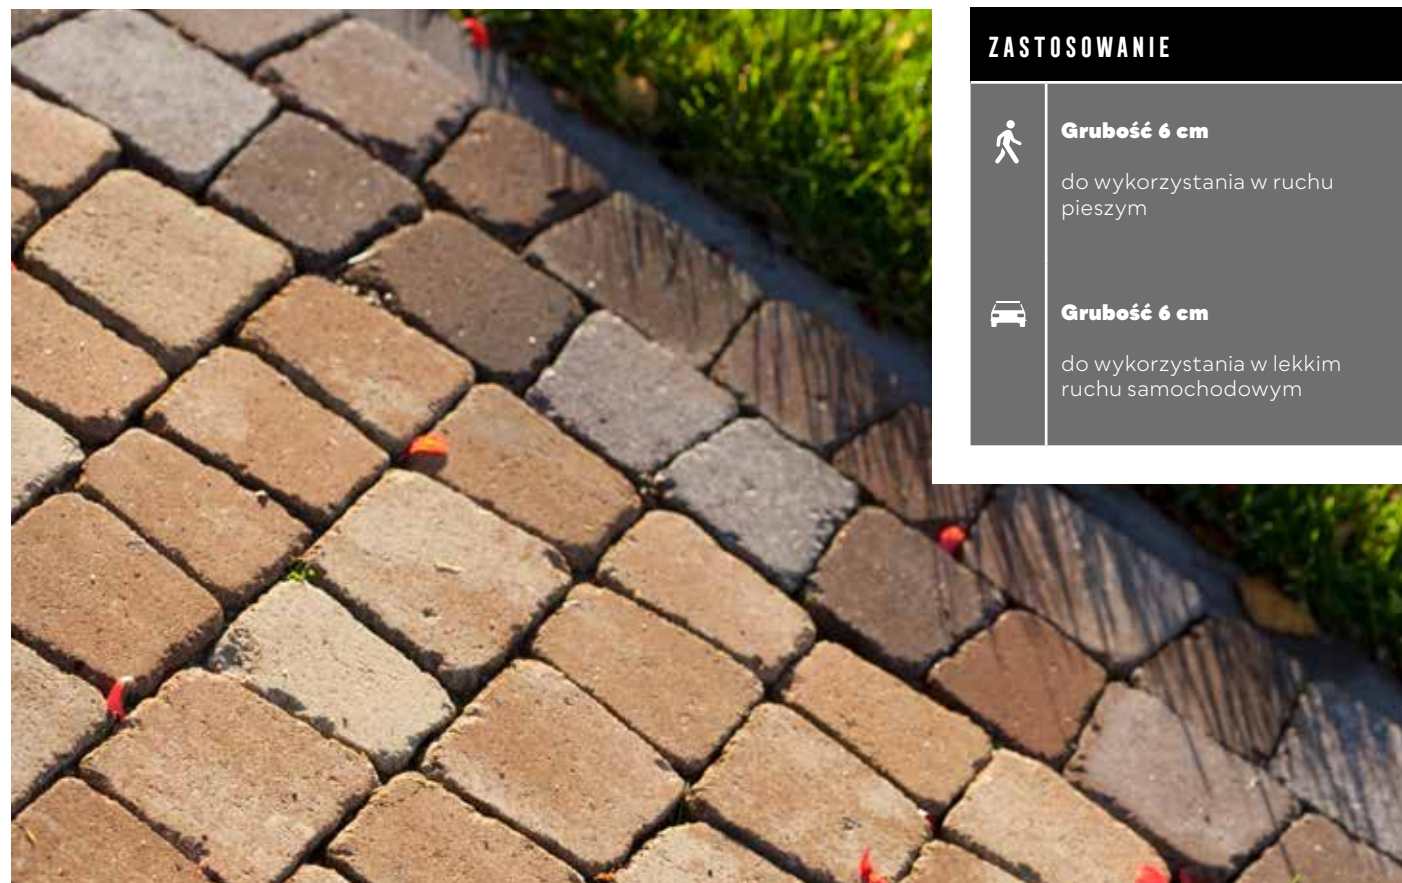 ZASTOSOWANIE
Grubość 6 cm
do wykorzystania w ruchu
pieszym
Grubość 6 cm
do wykorzystania w lekkim
ruchu samochodowym